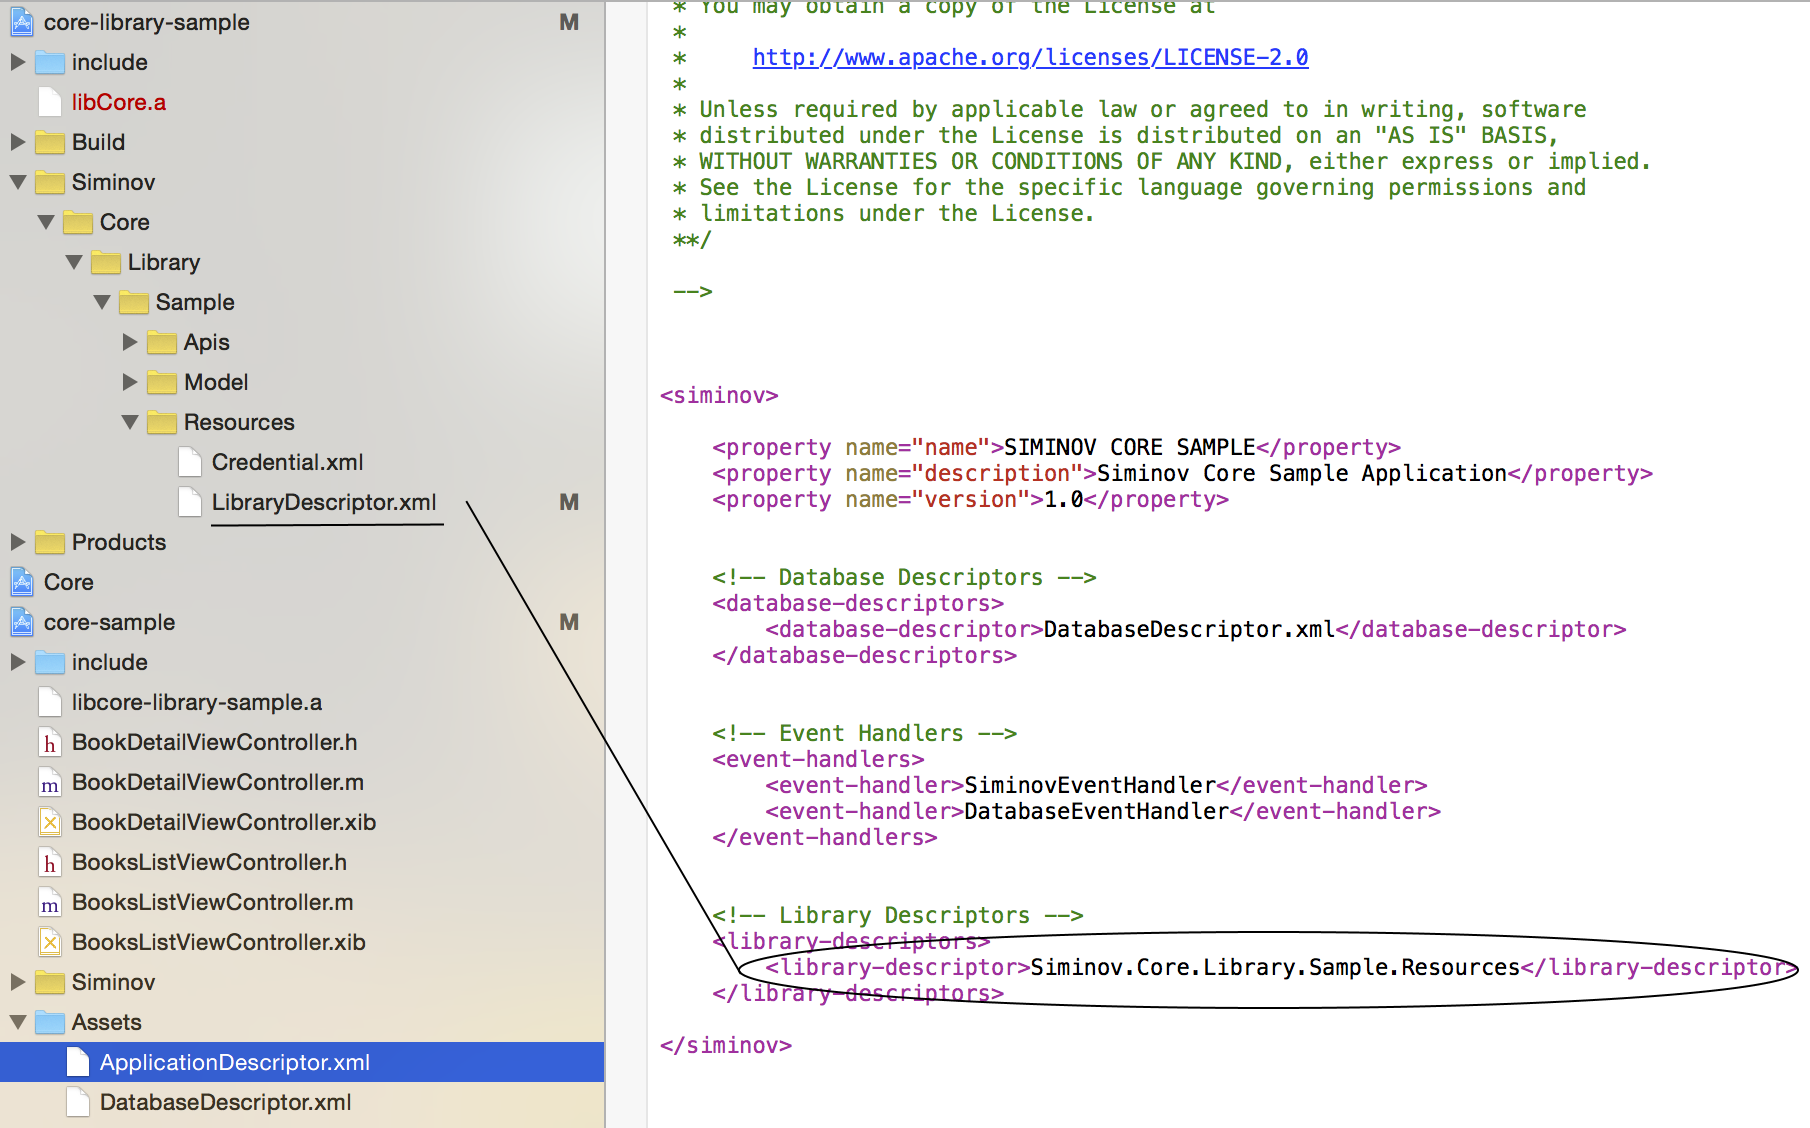 core-library-sample M
include
libCore.a
Build
Siminov
Core
Library
Sample
Apis
Model
Resources
Credential.xml
LibraryDescriptor.xml M
Products
Core
core-sample M
include
libcore-library-sample.a
h BookDetailViewController.h
m BookDetailViewController.m
BookDetailViewController.xib
h BooksListViewController.h
m BooksListViewController.m
BooksListViewController.xib
Siminov
Assets
ApplicationDescriptor.xml
DatabaseDescriptor.xml
* You may obtain a copy of the License at
*
* http://www.apache.org/licenses/LICENSE-2.0
*
* Unless required by applicable law or agreed to in writing, software
* distributed under the License is distributed on an "AS IS" BASIS,
* WITHOUT WARRANTIES OR CONDITIONS OF ANY KIND, either express or implied.
* See the License for the specific language governing permissions and
* limitations under the License.
**/
-->
<siminov>
<property name="name">SIMINOV CORE SAMPLE</property>
<property name="description">Siminov Core Sample Application</property>
<property name="version">1.0</property>
<!-- Database Descriptors -->
<database-descriptors>
<database-descriptor>DatabaseDescriptor.xml</database-descriptor>
</database-descriptors>
<!-- Event Handlers -->
<event-handlers>
<event-handler>SiminovEventHandler</event-handler>
<event-handler>DatabaseEventHandler</event-handler>
</event-handlers>
<!-- Library Descriptors -->
<library-descriptors>
<library-descriptor>Siminov.Core.Library.Sample.Resources</library-descriptor>
</library-descriptors>
</siminov>